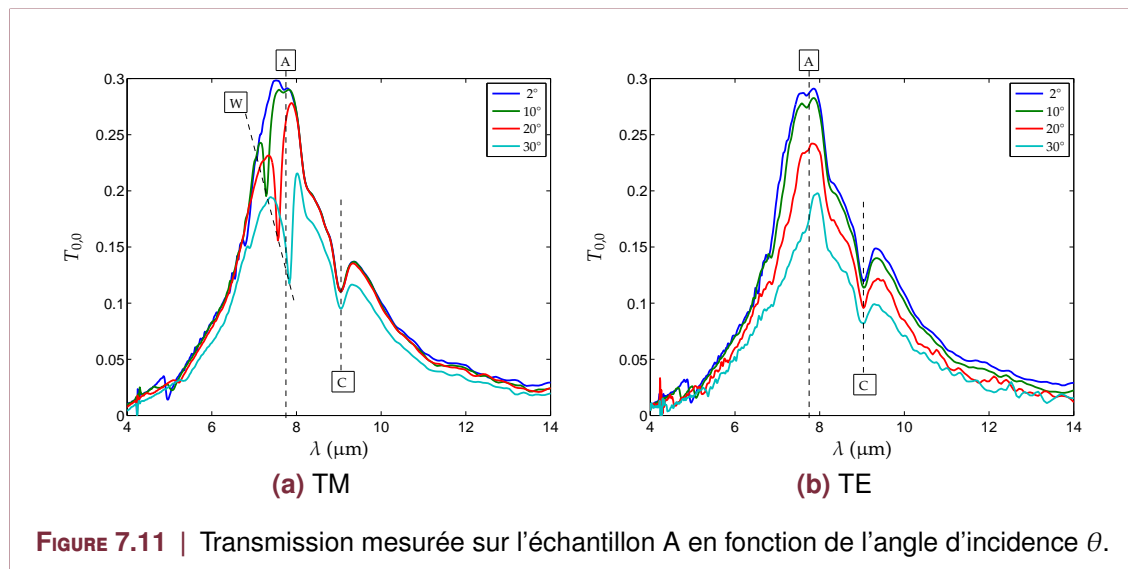 A
W
C
2°
10°
20°
30°
T0,0
0.3
0.25
0.2
0.15
0.1
0.05
0
4 6 8 10 12 14
λ (µm)
(a) TM
A
C
2°
10°
20°
30°
T0,0
0.3
0.25
0.2
0.15
0.1
0.05
0
4 6 8 10 12 14
λ (µm)
(b) TE
FIGURE 7.11 | Transmission mesurée sur l'échantillon A en fonction de l'angle d'incidence θ.